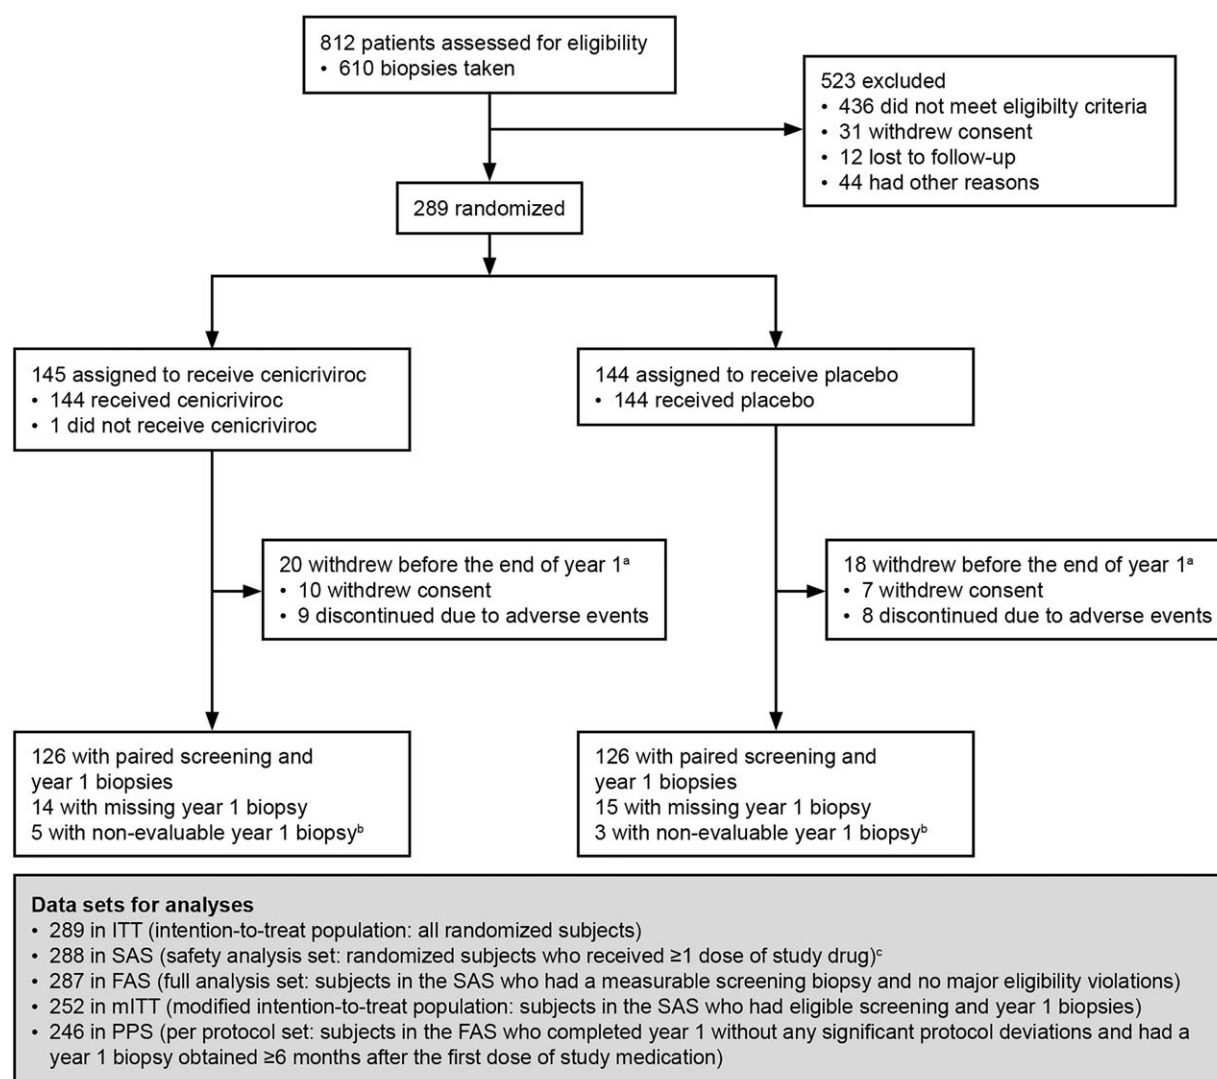 812 patients assessed for eligibility
• 610 biopsies taken
523 excluded
• 436 did not meet eligibilty criteria
• 31 withdrew consent
• 12 lost to follow-up
• 44 had other reasons
289 randomized
145 assigned to receive cenicriviroc
• 144 received cenicriviroc
• 1 did not receive cenicriviroc
144 assigned to receive placebo
• 144 received placebo
20 withdrew before the end of year 1ᵃ
• 10 withdrew consent
• 9 discontinued due to adverse events
18 withdrew before the end of year 1ᵃ
• 7 withdrew consent
• 8 discontinued due to adverse events
126 with paired screening and
year 1 biopsies
14 with missing year 1 biopsy
5 with non-evaluable year 1 biopsyᵇ
126 with paired screening and
year 1 biopsies
15 with missing year 1 biopsy
3 with non-evaluable year 1 biopsyᵇ
Data sets for analyses
• 289 in ITT (intention-to-treat population: all randomized subjects)
• 288 in SAS (safety analysis set: randomized subjects who received ≥1 dose of study drug)ᶜ
• 287 in FAS (full analysis set: subjects in the SAS who had a measurable screening biopsy and no major eligibility violations)
• 252 in mITT (modified intention-to-treat population: subjects in the SAS who had eligible screening and year 1 biopsies)
• 246 in PPS (per protocol set: subjects in the FAS who completed year 1 without any significant protocol deviations and had a
year 1 biopsy obtained ≥6 months after the first dose of study medication)